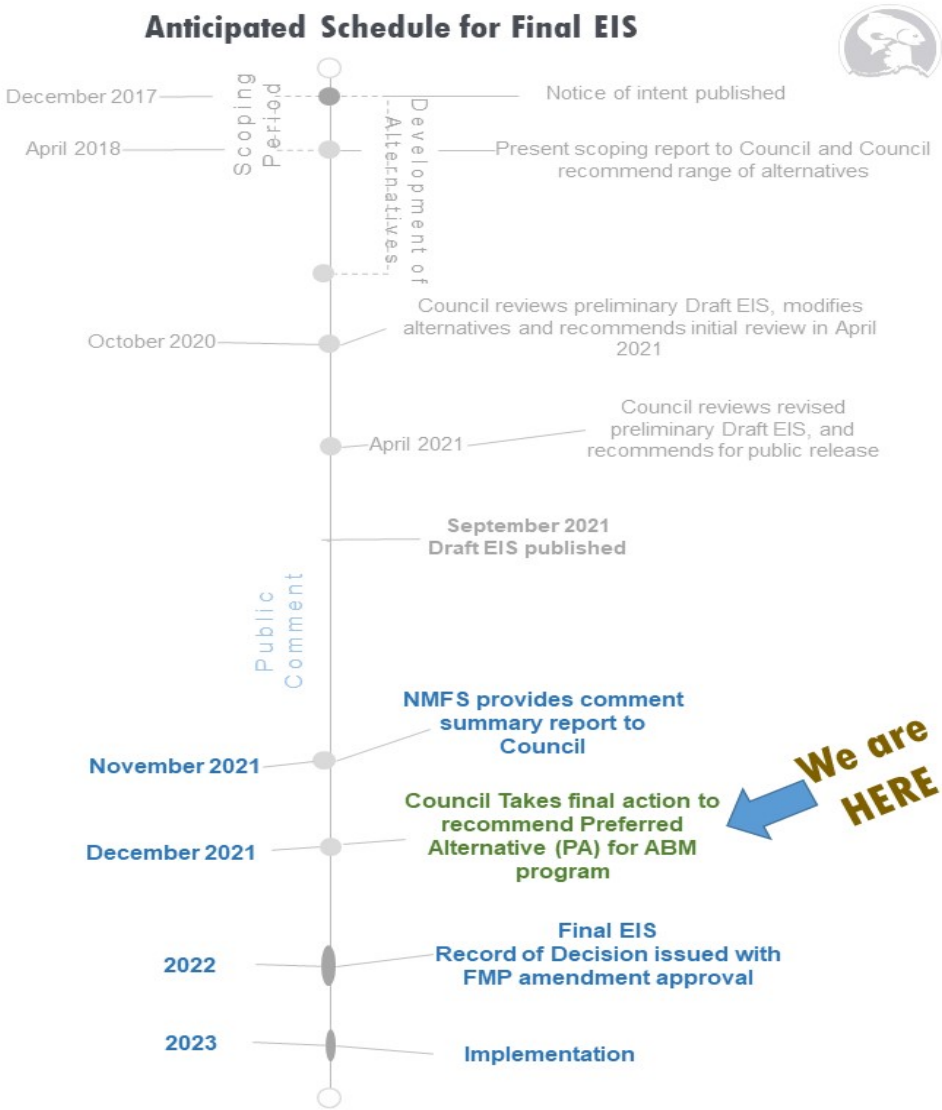 Anticipated Schedule for Final EIS
December 2017
Scoping
Period
Notice of intent published
Development of
Alternatives
April 2018
Present scoping report to Council and Council
recommend range of alternatives
October 2020
Council reviews preliminary Draft EIS, modifies
alternatives and recommends initial review in April
2021
April 2021
Council reviews revised
preliminary Draft EIS, and
recommends for public release
September 2021
Draft EIS published
Public
Comment
November 2021
NMFS provides comment
summary report to
Council
December 2021
Council Takes final action to
recommend Preferred
Alternative (PA) for ABM
program
We are
HERE
2022
Final EIS
Record of Decision issued with
FMP amendment approval
2023
Implementation